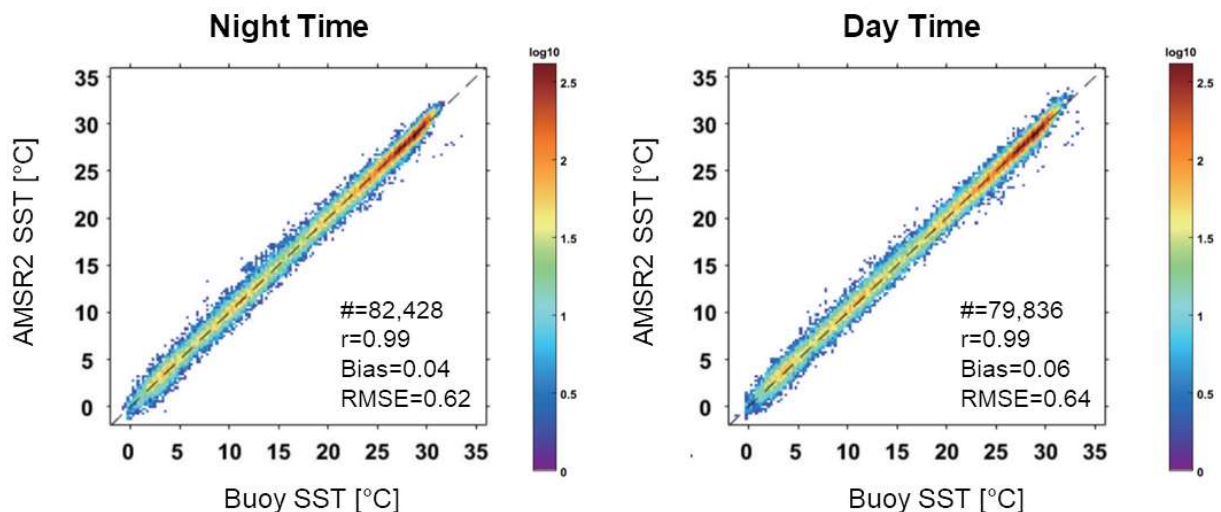 Night Time
log10
35
30
25
20
15
10
5
0
AMSR2 SST [°C]
#=82,428
r=0.99
Bias=0.04
RMSE=0.62
0 5 10 15 20 25 30 35
Buoy SST [°C]
2.5
2
1.5
1
0.5
0
Day Time
log10
35
30
25
20
15
10
5
0
AMSR2 SST [°C]
#=79,836
r=0.99
Bias=0.06
RMSE=0.64
0 5 10 15 20 25 30 35
Buoy SST [°C]
2.5
2
1.5
1
0.5
0